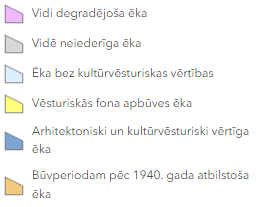 Vidi degradējoša ēka
Vidē neiederīga ēka
Ēka bez kultūrvēsturiskas vērtības
Vēsturiskās fona apbūves ēka
Arhitektoniski un kultūrvēsturiski vērtīga
ēka
Būvperiodam pēc 1940. gada atbilstoša
ēka